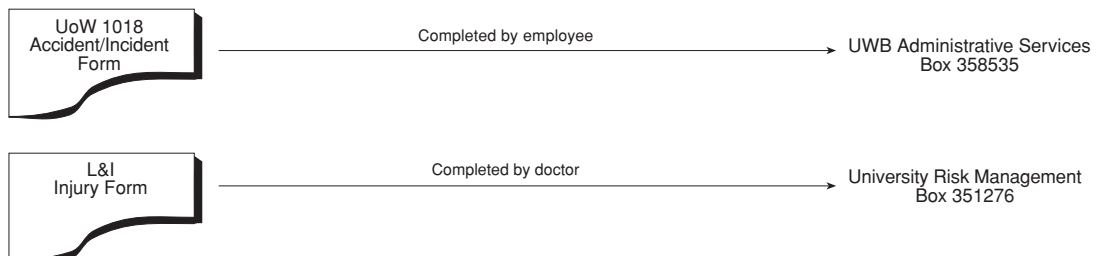 UoW 1018
Accident/Incident
Form
Completed by employee
UWB Administrative Services
Box 358535
L&I
Injury Form
Completed by doctor
University Risk Management
Box 351276